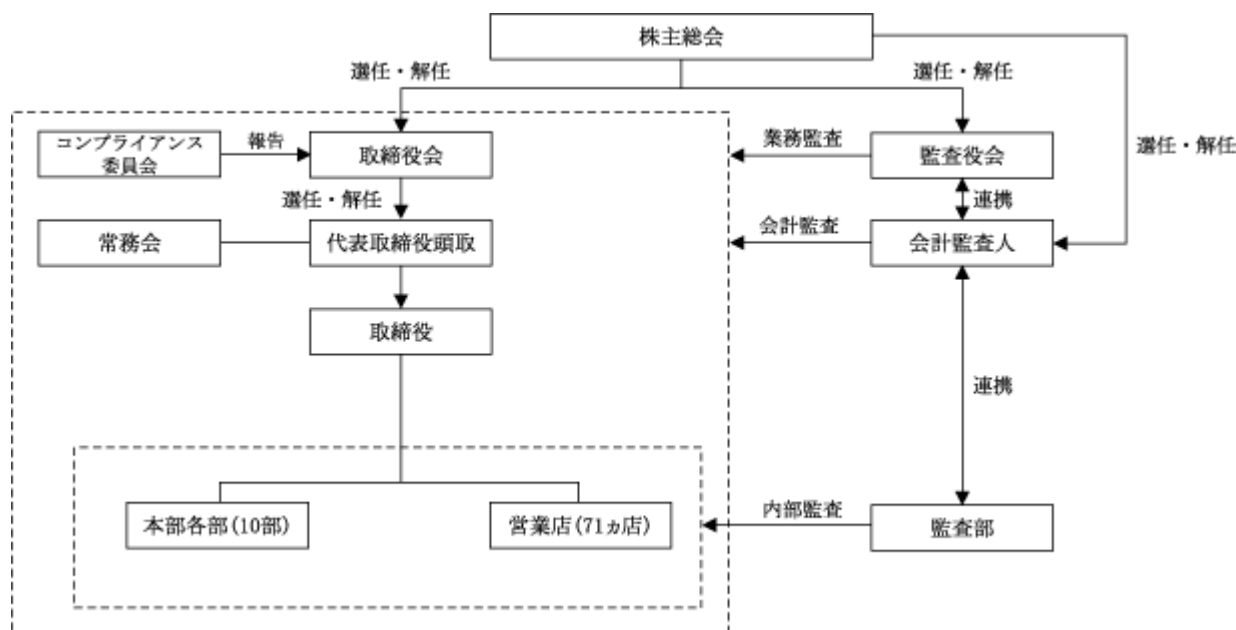 株主総会
選任・解任
選任・解任
コンプライアンス
委員会
報告
取締役会
業務監査
監査役会
選任・解任
選任・解任
連携
常務会
代表取締役頭取
会計監査
会計監査人
取締役
連携
本部各部(10部)
営業店(71ヵ店)
内部監査
監査部